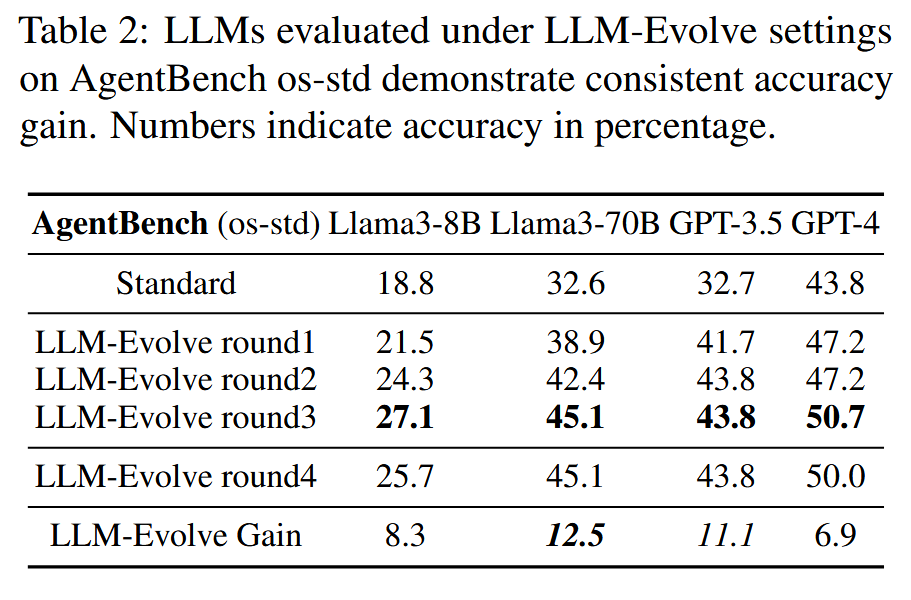 Table 2: LLMs evaluated under LLM-Evolve settings
on AgentBench os-std demonstrate consistent accuracy
gain. Numbers indicate accuracy in percentage.
AgentBench (os-std) Llama3-8B Llama3-70B GPT-3.5 GPT-4
Standard 18.8 32.6 32.7 43.8
LLM-Evolve round1 21.5 38.9 41.7 47.2
LLM-Evolve round2 24.3 42.4 43.8 47.2
LLM-Evolve round3 27.1 45.1 43.8 50.7
LLM-Evolve round4 25.7 45.1 43.8 50.0
LLM-Evolve Gain 8.3 12.5 11.1 6.9